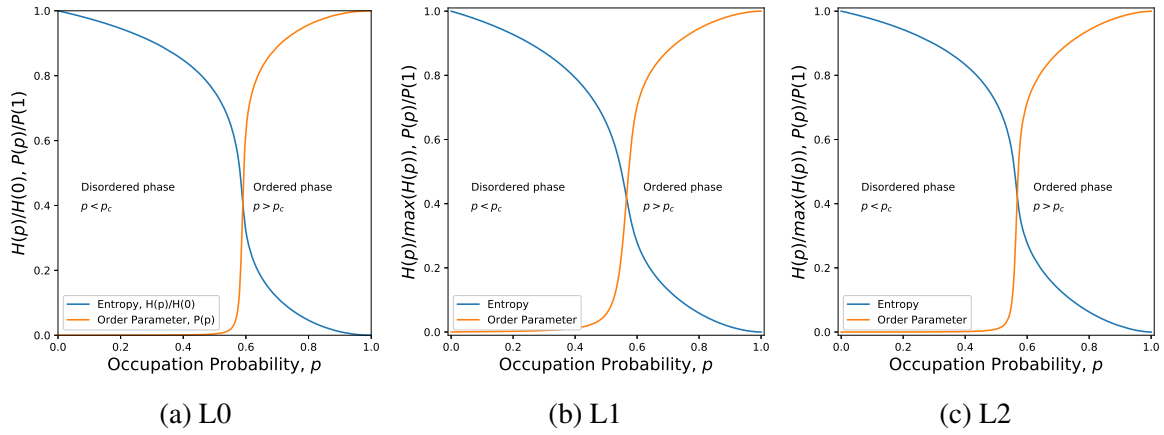 1.0
0.8
0.6
0.4
0.2
0.0
H(p)/H(0), P(p)/P(1)
Disordered phase
p < p_c
Ordered phase
p > p_c
Entropy, H(p)/H(0)
Order Parameter, P(p)
0.0 0.2 0.4 0.6 0.8 1.0
Occupation Probability, p
(a) L0
1.0
0.8
0.6
0.4
0.2
0.0
H(p)/max(H(p)), P(p)/P(1)
Disordered phase
p < p_c
Ordered phase
p > p_c
Entropy
Order Parameter
0.0 0.2 0.4 0.6 0.8 1.0
Occupation Probability, p
(b) L1
1.0
0.8
0.6
0.4
0.2
0.0
H(p)/max(H(p)), P(p)/P(1)
Disordered phase
p < p_c
Ordered phase
p > p_c
Entropy
Order Parameter
0.0 0.2 0.4 0.6 0.8 1.0
Occupation Probability, p
(c) L2